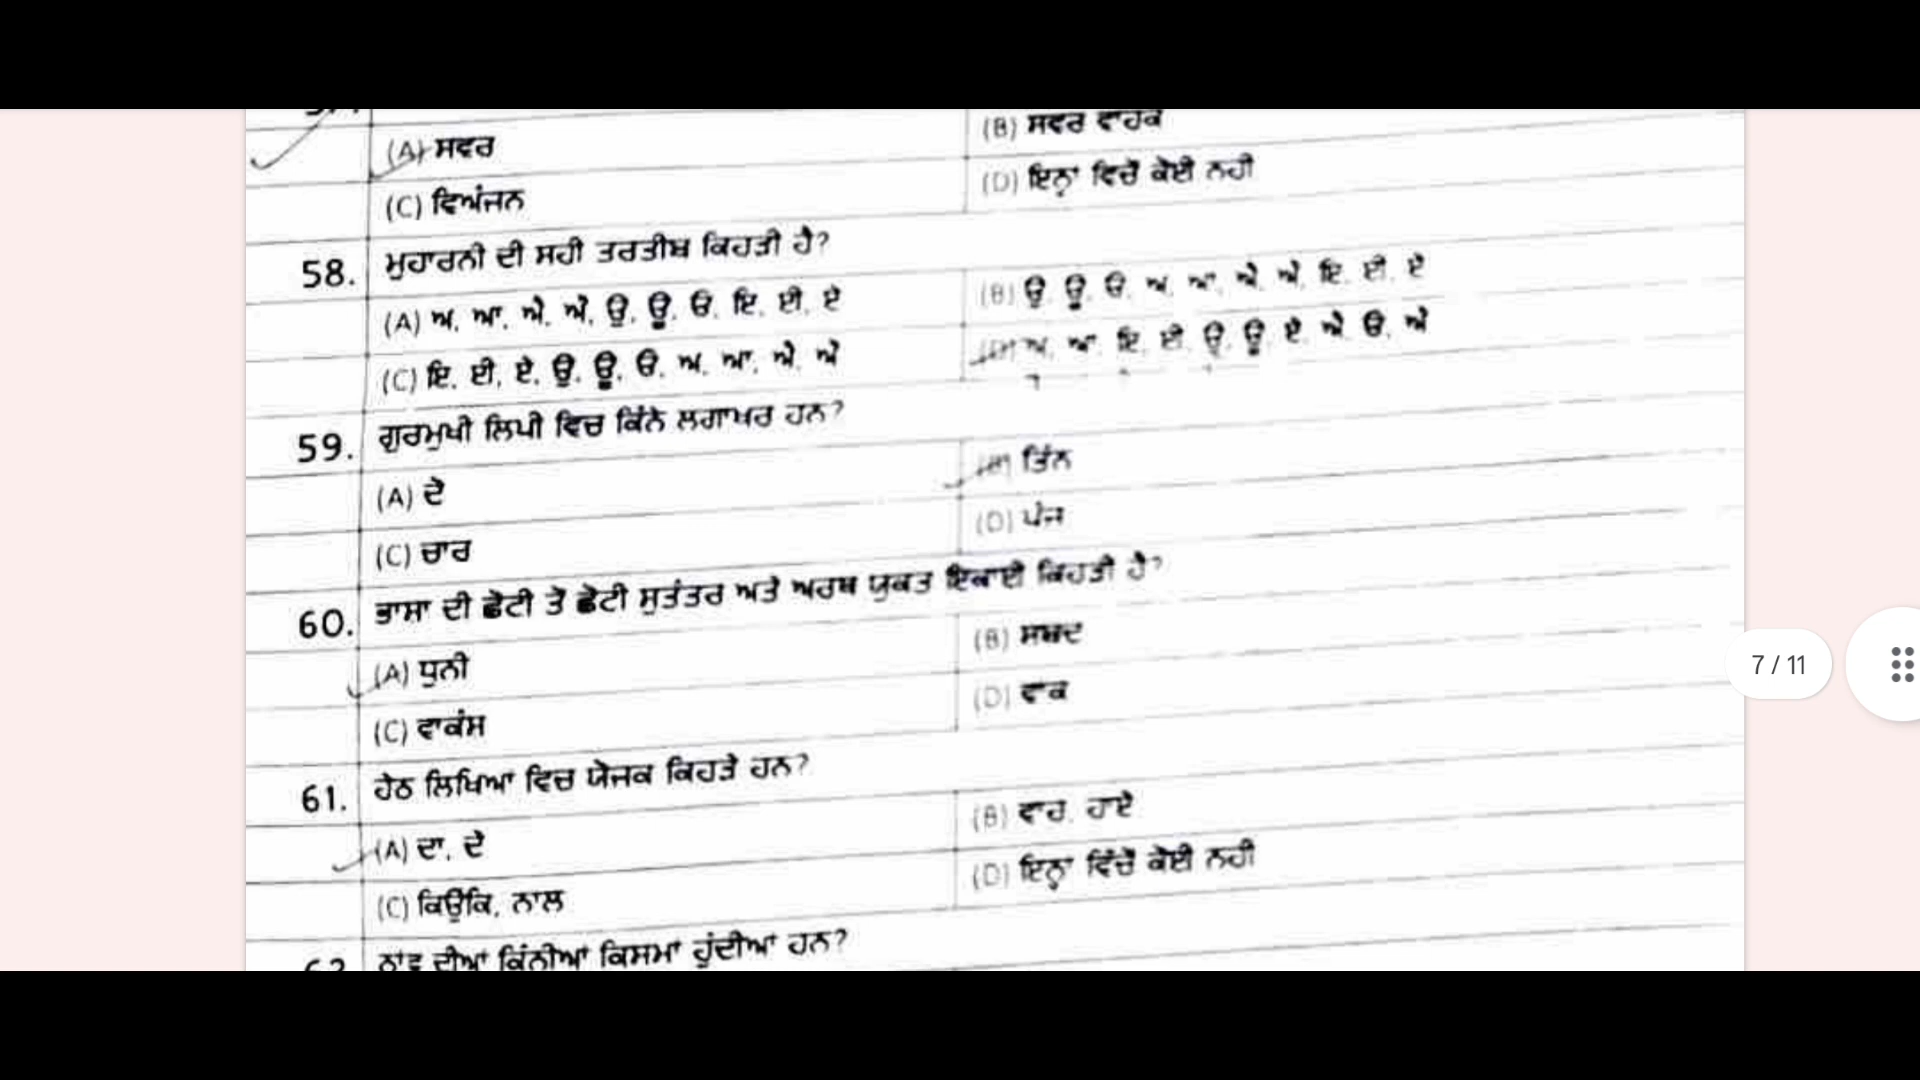 (A) ਸਵਰ
(B) ਸਵਰ ਵਾਹਕ
(C) ਵਿਅੰਜਨ
(D) ਇਨ੍ਹਾਂ ਵਿਚੋਂ ਕੋਈ ਨਹੀ
58. ਮੁਹਾਰਨੀ ਦੀ ਸਹੀ ਤਰਤੀਬ ਕਿਹੜੀ ਹੈ?
(A) ਅ, ਆ, ਐ, ਔ, ਉ, ਊ, ਓ, ਇ, ਈ, ਏ
(B) ਉ, ਊ, ਓ, ਅ, ਆ, ਐ, ਔ, ਇ, ਈ, ਏ
(C) ਇ, ਈ, ਏ, ਉ, ਊ, ਓ, ਅ, ਆ, ਐ, ਔ
(D) ਅ, ਆ, ਇ, ਈ, ਉ, ਊ, ਏ, ਐ, ਓ, ਔ
59. ਗੁਰਮੁਖੀ ਲਿਪੀ ਵਿਚ ਕਿੰਨੇ ਲਗਾਖਰ ਹਨ?
(A) ਦੋ
(B) ਤਿੰਨ
(C) ਚਾਰ
(D) ਪੰਜ
60. ਭਾਸ਼ਾ ਦੀ ਛੋਟੀ ਤੋਂ ਛੋਟੀ ਸੁਤੰਤਰ ਅਤੇ ਅਰਥ ਯੁਕਤ ਇਕਾਈ ਕਿਹੜੀ ਹੈ?
(A) ਧੁਨੀ
(B) ਸ਼ਬਦ
(C) ਵਾਕੰਸ਼
(D) ਵਾਕ
61. ਹੇਠ ਲਿਖਿਆਂ ਵਿਚ ਯੋਜਕ ਕਿਹੜੇ ਹਨ?
(A) ਦਾ, ਦੇ
(B) ਵਾਹ, ਹਾਏ
(C) ਕਿਉਂਕਿ, ਨਾਲ
(D) ਇਨ੍ਹਾਂ ਵਿੱਚੋਂ ਕੋਈ ਨਹੀ
ਨਾਂਵ ਦੀਆਂ ਕਿੰਨੀਆਂ ਕਿਸਮਾਂ ਹੁੰਦੀਆਂ ਹਨ?
7 / 11